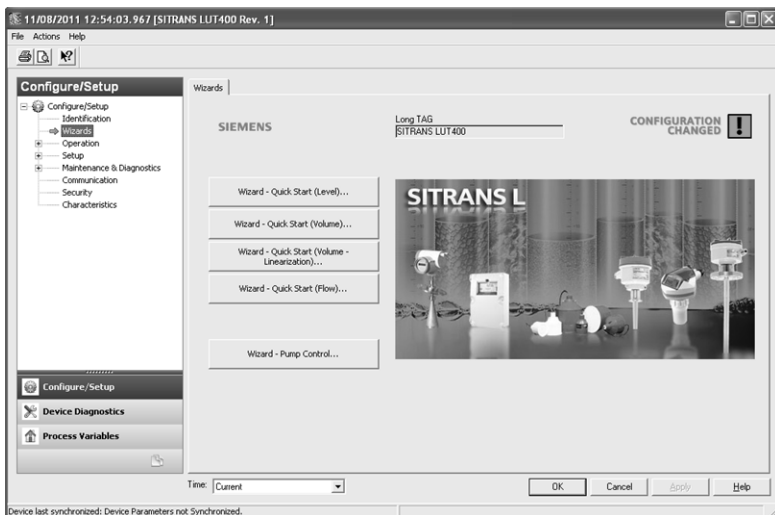 11/08/2011 12:54:03.967 [SITRANS LUT400 Rev. 1]
File Actions Help
Configure/Setup
Configure/Setup
Identification
Wizards
Operation
Setup
Maintenance & Diagnostics
Communication
Security
Characteristics
Configure/Setup
Device Diagnostics
Process Variables
Wizards
SIEMENS
Long TAG
SITRANS LUT400
CONFIGURATION
CHANGED
Wizard - Quick Start (Level)...
Wizard - Quick Start (Volume)...
Wizard - Quick Start (Volume -
Linearization)...
Wizard - Quick Start (Flow)...
Wizard - Pump Control...
SITRANS L
Time: Current
OK Cancel Apply Help
Device last synchronized: Device Parameters not Synchronized.